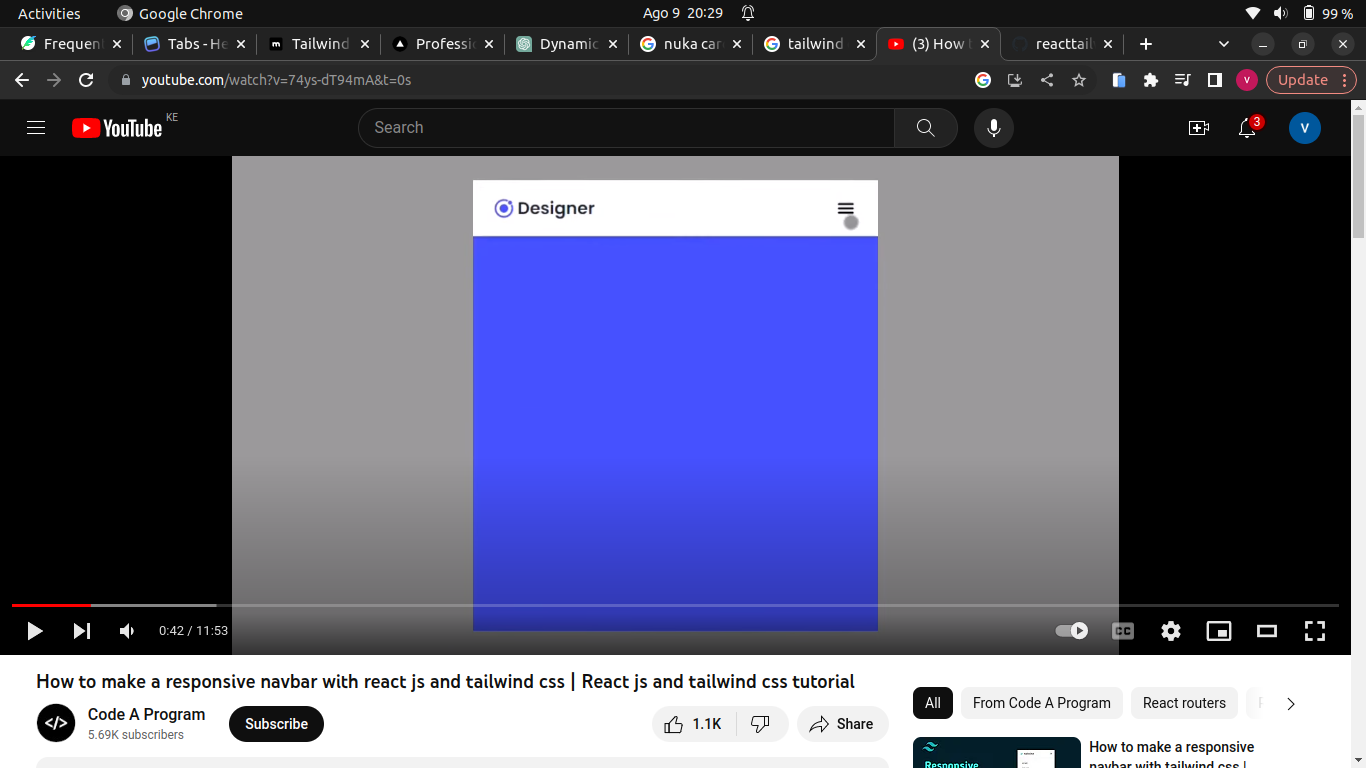 Activities Google Chrome Ago 9 20:29 99 %
Frequent Tabs - He Tailwind Professio Dynamic nuka car tailwind (3) How t reacttail
youtube.com/watch?v=74ys-dT94mA&t=0s V Update
YouTube KE Search 3 V
Designer
0:42 / 11:53 CC
How to make a responsive navbar with react js and tailwind css | React js and tailwind css tutorial
All From Code A Program React routers
</> Code A Program Subscribe 1.1K Share
5.69K subscribers
Responsive How to make a responsive
navbar with tailwind css |